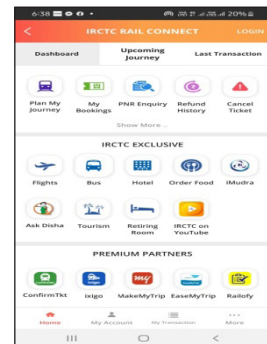 6:38
20%
IRCTC RAIL CONNECT LOGIN
Dashboard Upcoming Journey Last Transaction
Plan My Journey My Bookings PNR Enquiry Refund History Cancel Ticket
Show More ..
IRCTC EXCLUSIVE
Flights Bus Hotel Order Food iMudra
Ask Disha Tourism Retiring Room IRCTC on YouTube
PREMIUM PARTNERS
my
ConfirmTkt ixigo MakeMyTrip EaseMyTrip Railofy
Home My Account My Transaction More